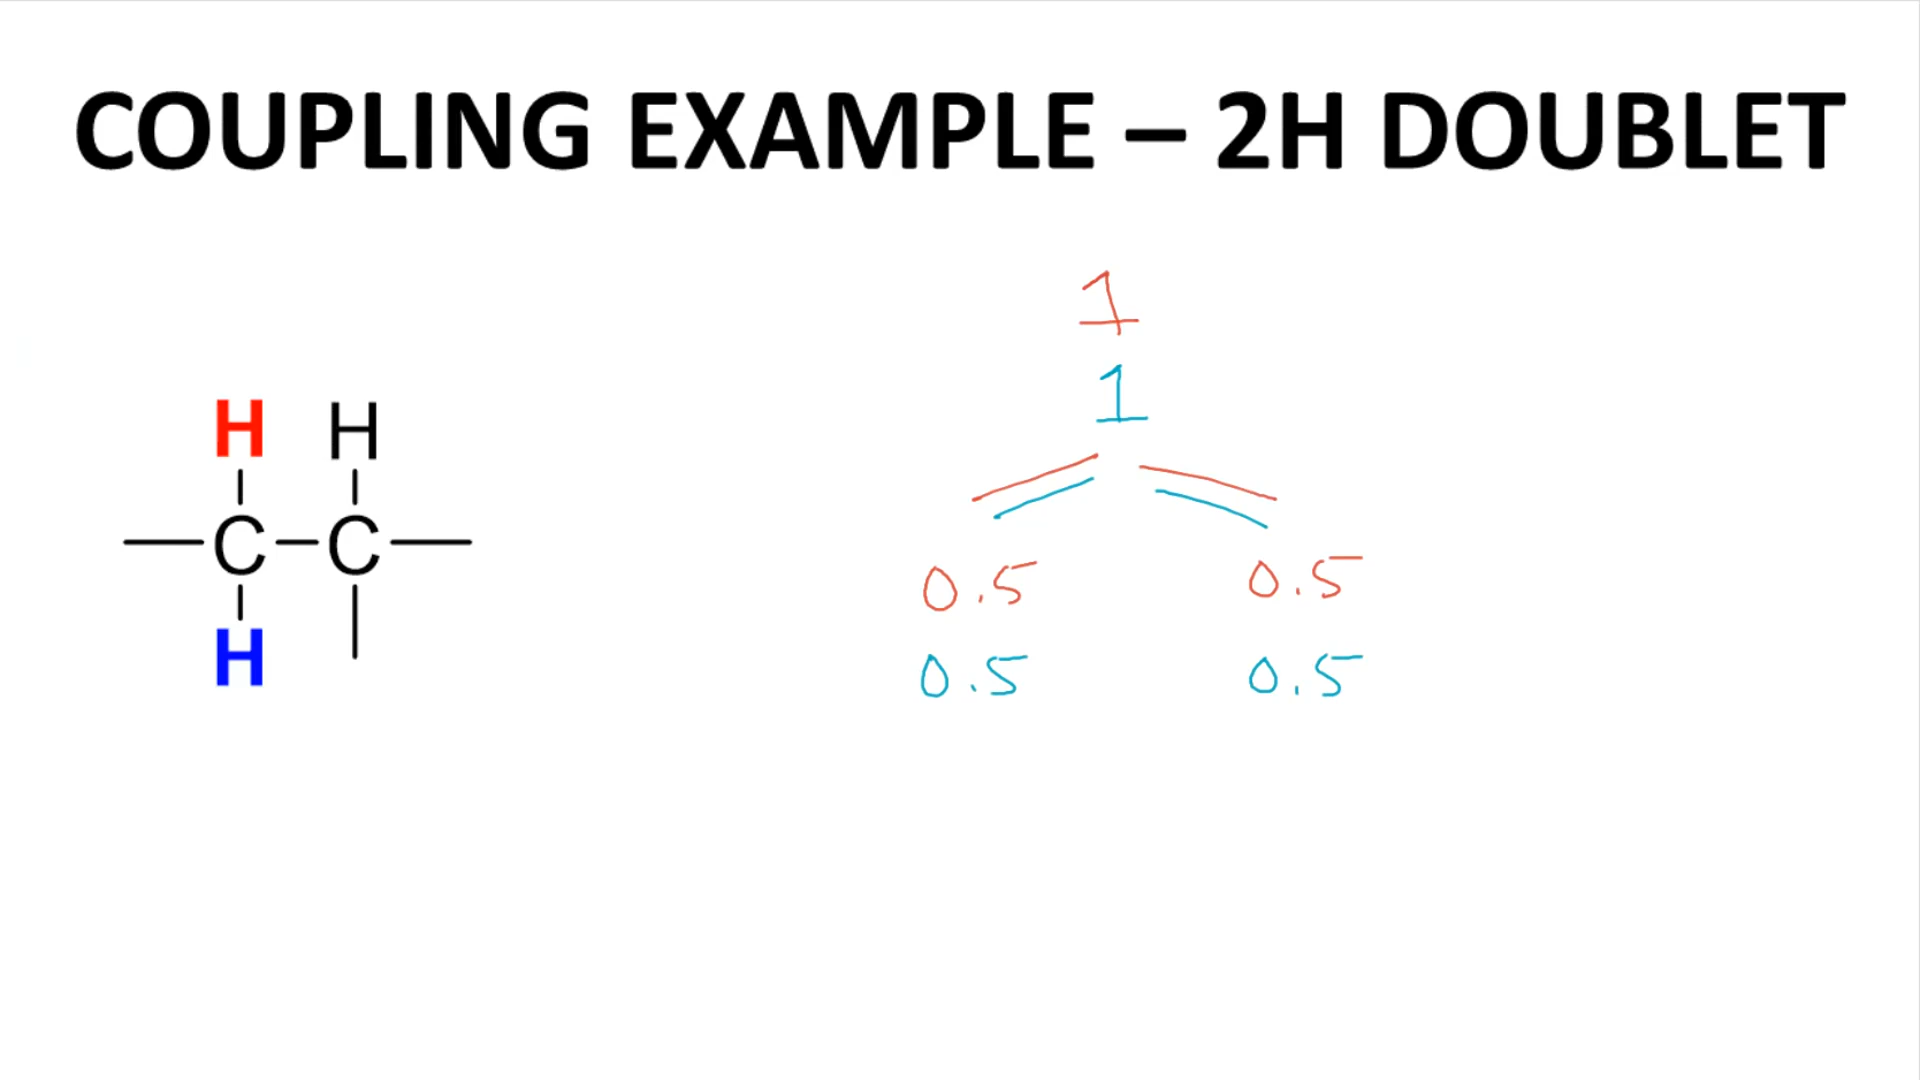 COUPLING EXAMPLE – 2H DOUBLET
1
1
H H
C C
H
0.5 0.5
0.5 0.5